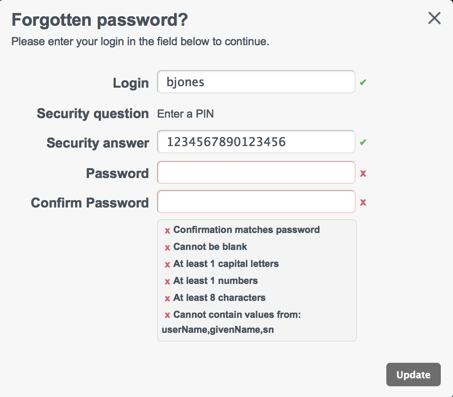 Forgotten password?
Please enter your login in the field below to continue.
Login bjones
Security question Enter a PIN
Security answer 1234567890123456
Password
Confirm Password
x Confirmation matches password
x Cannot be blank
x At least 1 capital letters
x At least 1 numbers
x At least 8 characters
x Cannot contain values from:
userName,givenName,sn
Update